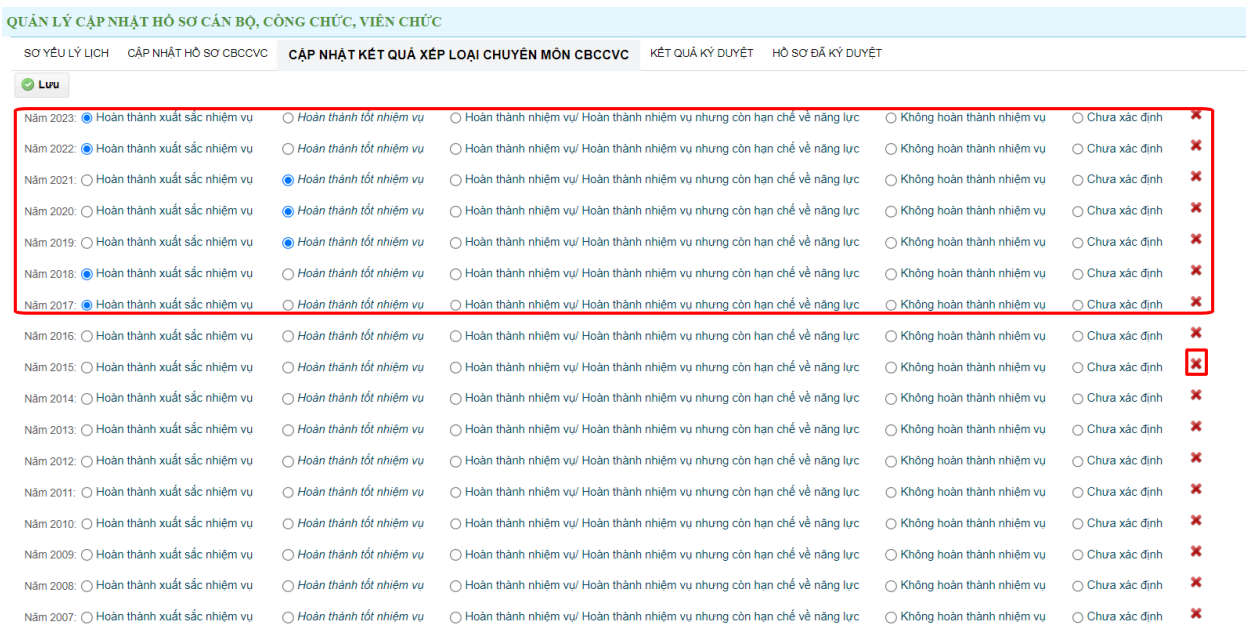 QUẢN LÝ CẬP NHẬT HỒ SƠ CÁN BỘ, CÔNG CHỨC, VIÊN CHỨC
SƠ YẾU LÝ LỊCH CẬP NHẬT HỒ SƠ CBCCVC CẬP NHẬT KẾT QUẢ XẾP LOẠI CHUYÊN MÔN CBCCVC KẾT QUẢ KÝ DUYỆT HỒ SƠ ĐÃ KÝ DUYỆT
Lưu
Năm 2023: Hoàn thành xuất sắc nhiệm vụ Hoàn thành tốt nhiệm vụ Hoàn thành nhiệm vụ/ Hoàn thành nhiệm vụ nhưng còn hạn chế về năng lực Không hoàn thành nhiệm vụ Chưa xác định
Năm 2022: Hoàn thành xuất sắc nhiệm vụ Hoàn thành tốt nhiệm vụ Hoàn thành nhiệm vụ/ Hoàn thành nhiệm vụ nhưng còn hạn chế về năng lực Không hoàn thành nhiệm vụ Chưa xác định
Năm 2021: Hoàn thành xuất sắc nhiệm vụ Hoàn thành tốt nhiệm vụ Hoàn thành nhiệm vụ/ Hoàn thành nhiệm vụ nhưng còn hạn chế về năng lực Không hoàn thành nhiệm vụ Chưa xác định
Năm 2020: Hoàn thành xuất sắc nhiệm vụ Hoàn thành tốt nhiệm vụ Hoàn thành nhiệm vụ/ Hoàn thành nhiệm vụ nhưng còn hạn chế về năng lực Không hoàn thành nhiệm vụ Chưa xác định
Năm 2019: Hoàn thành xuất sắc nhiệm vụ Hoàn thành tốt nhiệm vụ Hoàn thành nhiệm vụ/ Hoàn thành nhiệm vụ nhưng còn hạn chế về năng lực Không hoàn thành nhiệm vụ Chưa xác định
Năm 2018: Hoàn thành xuất sắc nhiệm vụ Hoàn thành tốt nhiệm vụ Hoàn thành nhiệm vụ/ Hoàn thành nhiệm vụ nhưng còn hạn chế về năng lực Không hoàn thành nhiệm vụ Chưa xác định
Năm 2017: Hoàn thành xuất sắc nhiệm vụ Hoàn thành tốt nhiệm vụ Hoàn thành nhiệm vụ/ Hoàn thành nhiệm vụ nhưng còn hạn chế về năng lực Không hoàn thành nhiệm vụ Chưa xác định
Năm 2016: Hoàn thành xuất sắc nhiệm vụ Hoàn thành tốt nhiệm vụ Hoàn thành nhiệm vụ/ Hoàn thành nhiệm vụ nhưng còn hạn chế về năng lực Không hoàn thành nhiệm vụ Chưa xác định
Năm 2015: Hoàn thành xuất sắc nhiệm vụ Hoàn thành tốt nhiệm vụ Hoàn thành nhiệm vụ/ Hoàn thành nhiệm vụ nhưng còn hạn chế về năng lực Không hoàn thành nhiệm vụ Chưa xác định
Năm 2014: Hoàn thành xuất sắc nhiệm vụ Hoàn thành tốt nhiệm vụ Hoàn thành nhiệm vụ/ Hoàn thành nhiệm vụ nhưng còn hạn chế về năng lực Không hoàn thành nhiệm vụ Chưa xác định
Năm 2013: Hoàn thành xuất sắc nhiệm vụ Hoàn thành tốt nhiệm vụ Hoàn thành nhiệm vụ/ Hoàn thành nhiệm vụ nhưng còn hạn chế về năng lực Không hoàn thành nhiệm vụ Chưa xác định
Năm 2012: Hoàn thành xuất sắc nhiệm vụ Hoàn thành tốt nhiệm vụ Hoàn thành nhiệm vụ/ Hoàn thành nhiệm vụ nhưng còn hạn chế về năng lực Không hoàn thành nhiệm vụ Chưa xác định
Năm 2011: Hoàn thành xuất sắc nhiệm vụ Hoàn thành tốt nhiệm vụ Hoàn thành nhiệm vụ/ Hoàn thành nhiệm vụ nhưng còn hạn chế về năng lực Không hoàn thành nhiệm vụ Chưa xác định
Năm 2010: Hoàn thành xuất sắc nhiệm vụ Hoàn thành tốt nhiệm vụ Hoàn thành nhiệm vụ/ Hoàn thành nhiệm vụ nhưng còn hạn chế về năng lực Không hoàn thành nhiệm vụ Chưa xác định
Năm 2009: Hoàn thành xuất sắc nhiệm vụ Hoàn thành tốt nhiệm vụ Hoàn thành nhiệm vụ/ Hoàn thành nhiệm vụ nhưng còn hạn chế về năng lực Không hoàn thành nhiệm vụ Chưa xác định
Năm 2008: Hoàn thành xuất sắc nhiệm vụ Hoàn thành tốt nhiệm vụ Hoàn thành nhiệm vụ/ Hoàn thành nhiệm vụ nhưng còn hạn chế về năng lực Không hoàn thành nhiệm vụ Chưa xác định
Năm 2007: Hoàn thành xuất sắc nhiệm vụ Hoàn thành tốt nhiệm vụ Hoàn thành nhiệm vụ/ Hoàn thành nhiệm vụ nhưng còn hạn chế về năng lực Không hoàn thành nhiệm vụ Chưa xác định